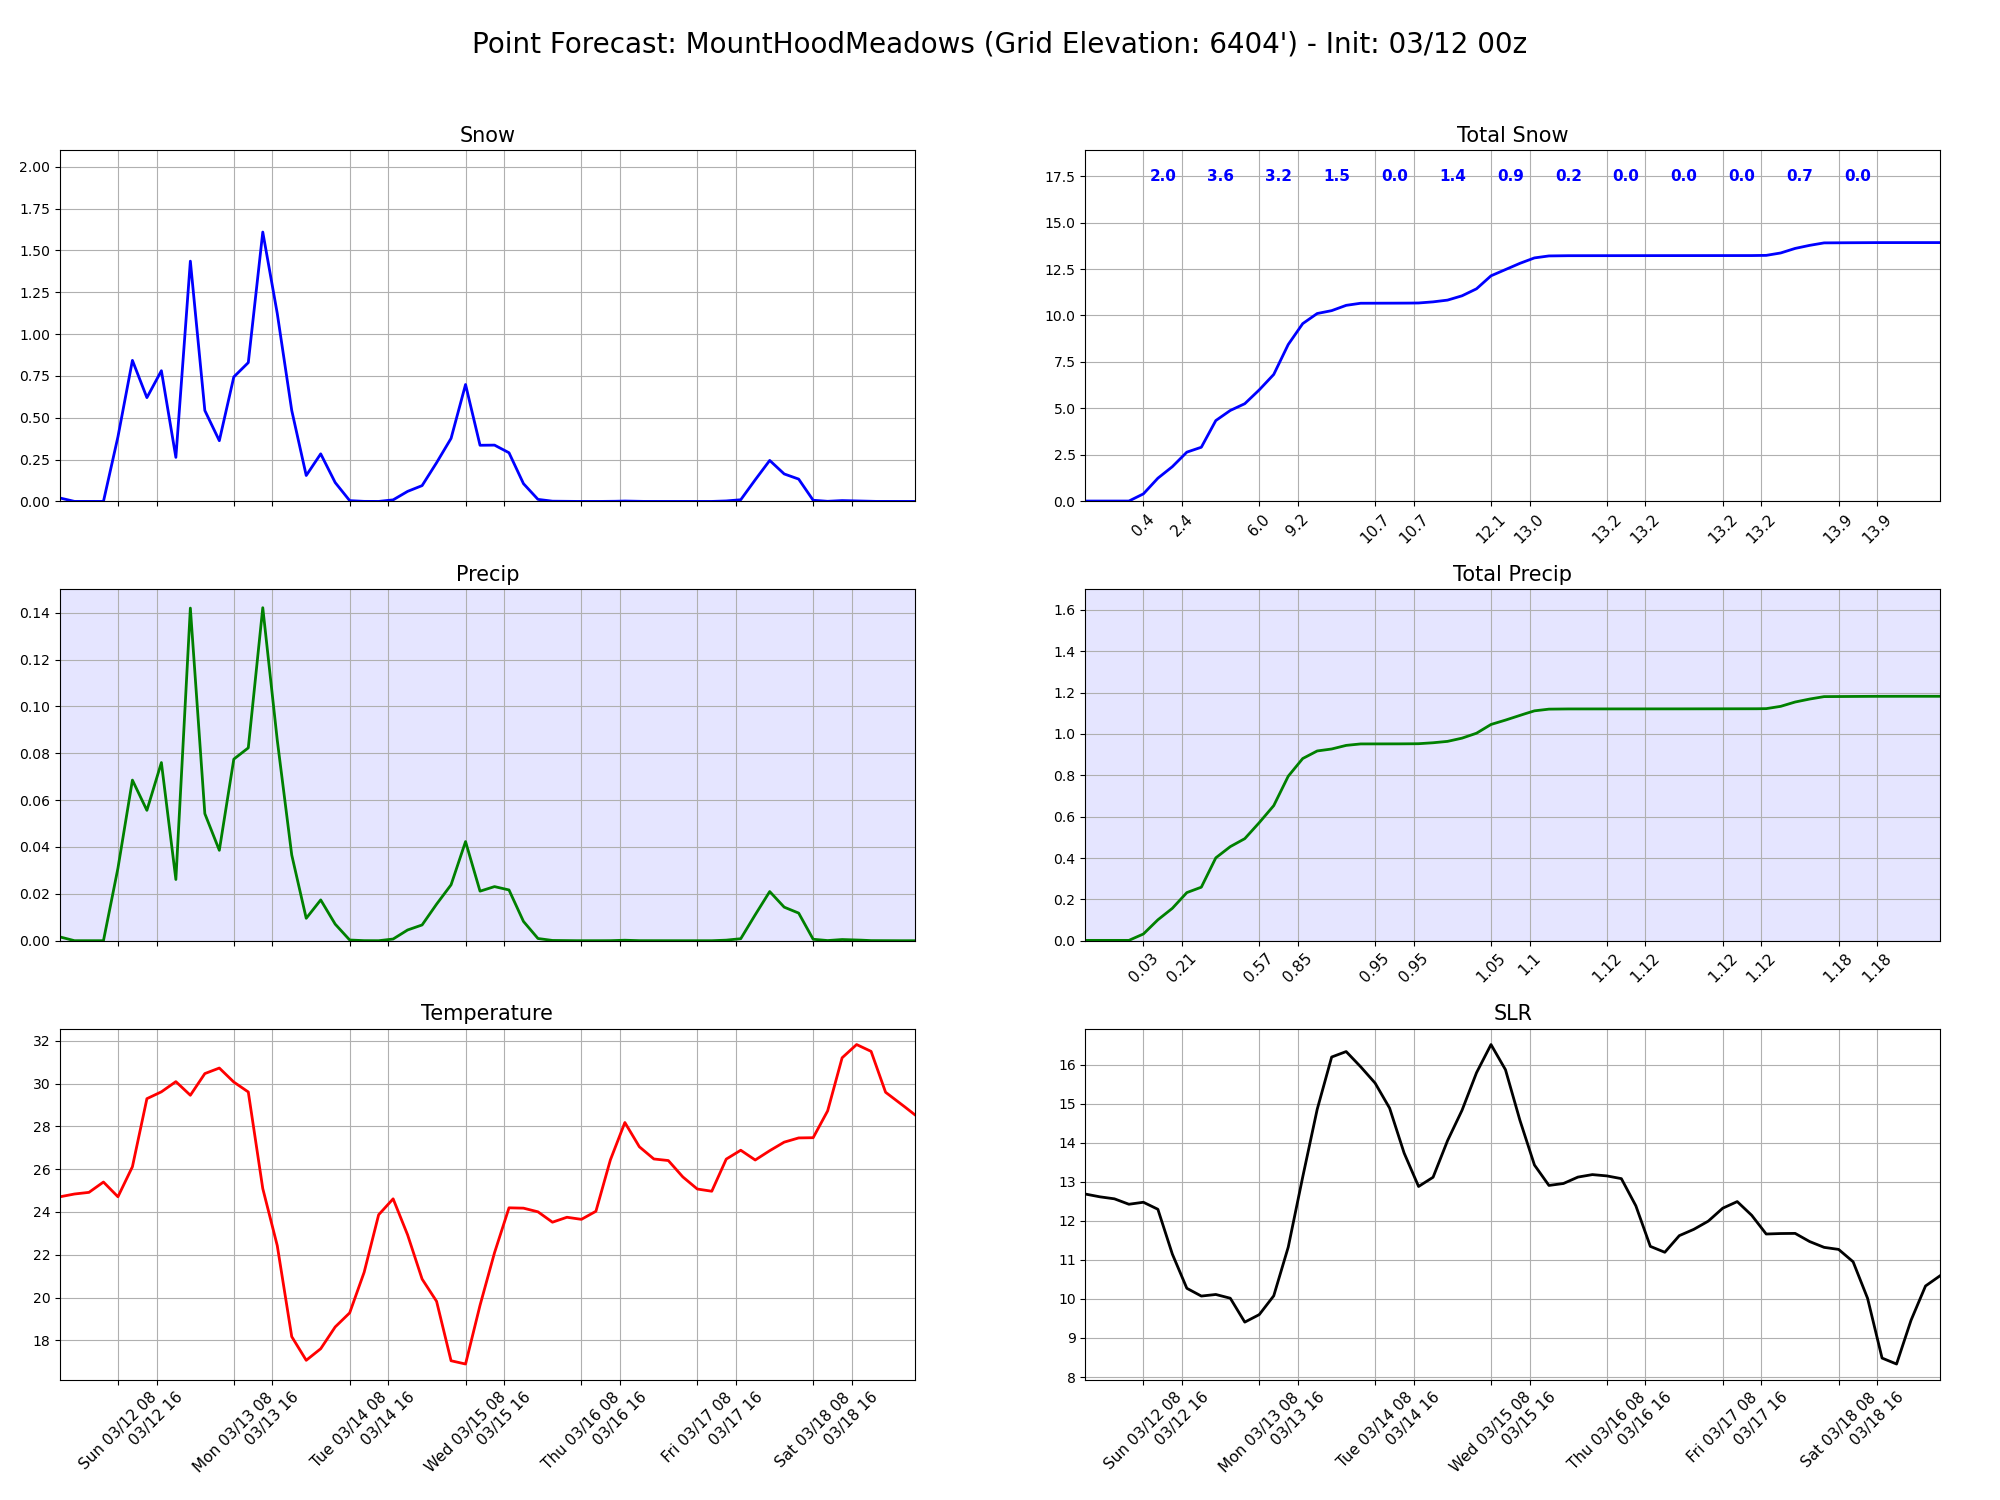 Point Forecast: MountHoodMeadows (Grid Elevation: 6404') - Init: 03/12 00z
Snow
2.00
1.75
1.50
1.25
1.00
0.75
0.50
0.25
0.00
Total Snow
17.5
15.0
12.5
10.0
7.5
5.0
2.5
0.0
2.0 3.6 3.2 1.5 0.0 1.4 0.9 0.2 0.0 0.0 0.0 0.7 0.0
0.4 2.4 6.0 9.2 10.7 10.7 12.1 13.0 13.2 13.2 13.2 13.2 13.9 13.9
Precip
0.14
0.12
0.10
0.08
0.06
0.04
0.02
0.00
Total Precip
1.6
1.4
1.2
1.0
0.8
0.6
0.4
0.2
0.0
0.03 0.21 0.57 0.85 0.95 0.95 1.05 1.1 1.12 1.12 1.12 1.12 1.18 1.18
Temperature
32
30
28
26
24
22
20
18
Sun 03/12 08
03/12 16
Mon 03/13 08
03/13 16
Tue 03/14 08
03/14 16
Wed 03/15 08
03/15 16
Thu 03/16 08
03/16 16
Fri 03/17 08
03/17 16
Sat 03/18 08
03/18 16
SLR
16
15
14
13
12
11
10
9
8
Sun 03/12 08
03/12 16
Mon 03/13 08
03/13 16
Tue 03/14 08
03/14 16
Wed 03/15 08
03/15 16
Thu 03/16 08
03/16 16
Fri 03/17 08
03/17 16
Sat 03/18 08
03/18 16